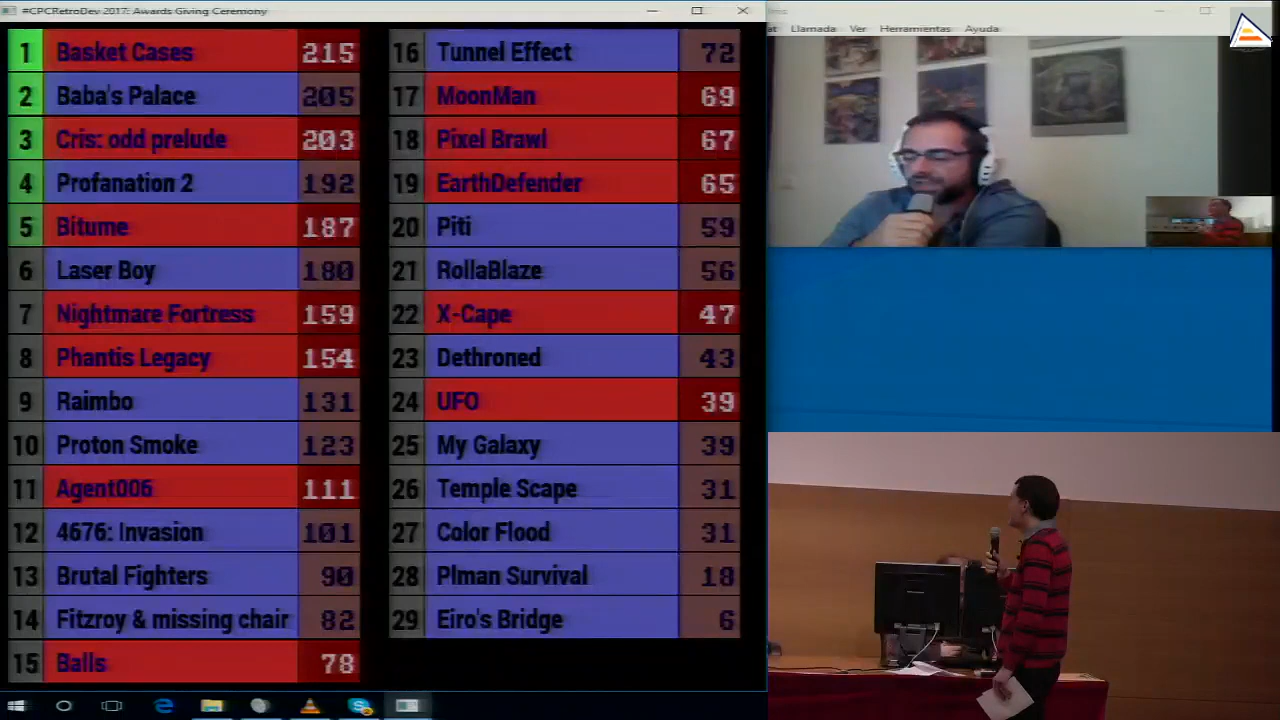 #CPCRetroDev 2017: Awards Giving Ceremony
1 Basket Cases 215
2 Baba's Palace 205
3 Cris: odd prelude 203
4 Profanation 2 192
5 Bitume 187
6 Laser Boy 180
7 Nightmare Fortress 159
8 Phantis Legacy 154
9 Raimbo 131
10 Proton Smoke 123
11 Agent006 111
12 4676: Invasion 101
13 Brutal Fighters 90
14 Fitzroy & missing chair 82
15 Balls 78
16 Tunnel Effect 72
17 MoonMan 69
18 Pixel Brawl 67
19 EarthDefender 65
20 Piti 59
21 RollaBlaze 56
22 X-Cape 47
23 Dethroned 43
24 UFO 39
25 My Galaxy 39
26 Temple Scape 31
27 Color Flood 31
28 Plman Survival 18
29 Eiro's Bridge 6
Llamada Ver Herramientas Ayuda